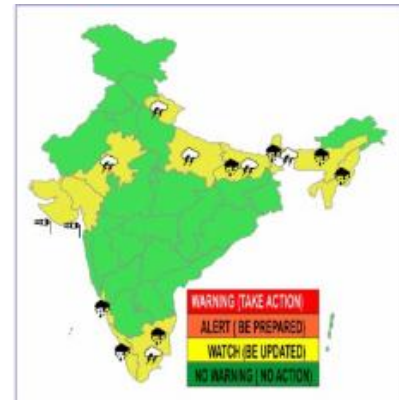 WARNING (TAKE ACTION)
ALERT ( BE PREPARED)
WATCH (BE UPDATED)
NO WARNING ( NO ACTION)